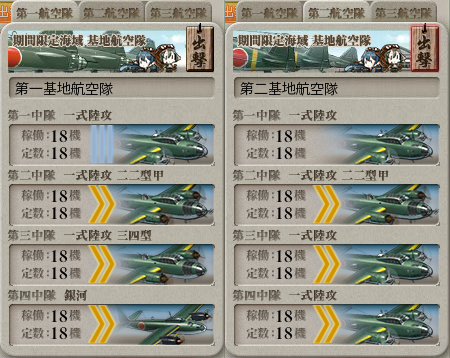 出 第一航空隊 第二航空隊 第三航空隊
期間限定海域 基地航空隊 出撃
第一基地航空隊
第一中隊 一式陸攻
稼働:18機
定数:18機
第二中隊 一式陸攻 二二型甲
稼働:18機
定数:18機
第三中隊 一式陸攻 三四型
稼働:18機
定数:18機
第四中隊 銀河
稼働:18機
定数:18機
出 第一航空隊 第二航空隊 第三航空隊
期間限定海域 基地航空隊 出撃
第二基地航空隊
第一中隊 一式陸攻
稼働:18機
定数:18機
第二中隊 一式陸攻 二二型甲
稼働:18機
定数:18機
第三中隊 一式陸攻
稼働:18機
定数:18機
第四中隊 一式陸攻
稼働:18機
定数:18機